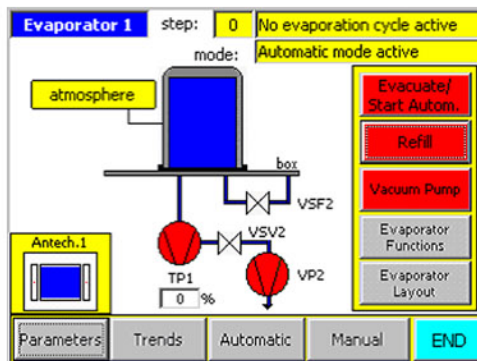 Evaporator 1 step: 0 No evaporation cycle active
mode: Automatic mode active
atmosphere
Evacuate/
Start Autom.
Refill
box
Vacuum Pump
VSF2
VSV2
Evaporator
Functions
Antech.1
TP1
VP2
Evaporator
Layout
0 %
Parameters Trends Automatic Manual END